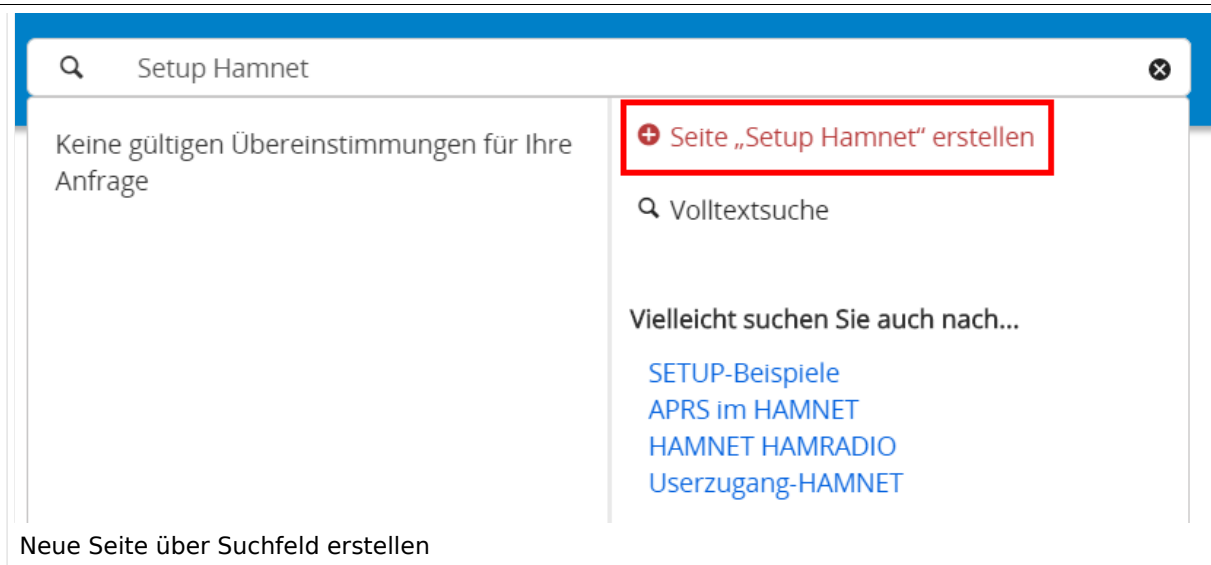 Setup Hamnet
Keine gültigen Übereinstimmungen für Ihre
Anfrage
Seite „Setup Hamnet“ erstellen
Volltextsuche
Vielleicht suchen Sie auch nach...
SETUP-Beispiele
APRS im HAMNET
HAMNET HAMRADIO
Userzugang-HAMNET
Neue Seite über Suchfeld erstellen